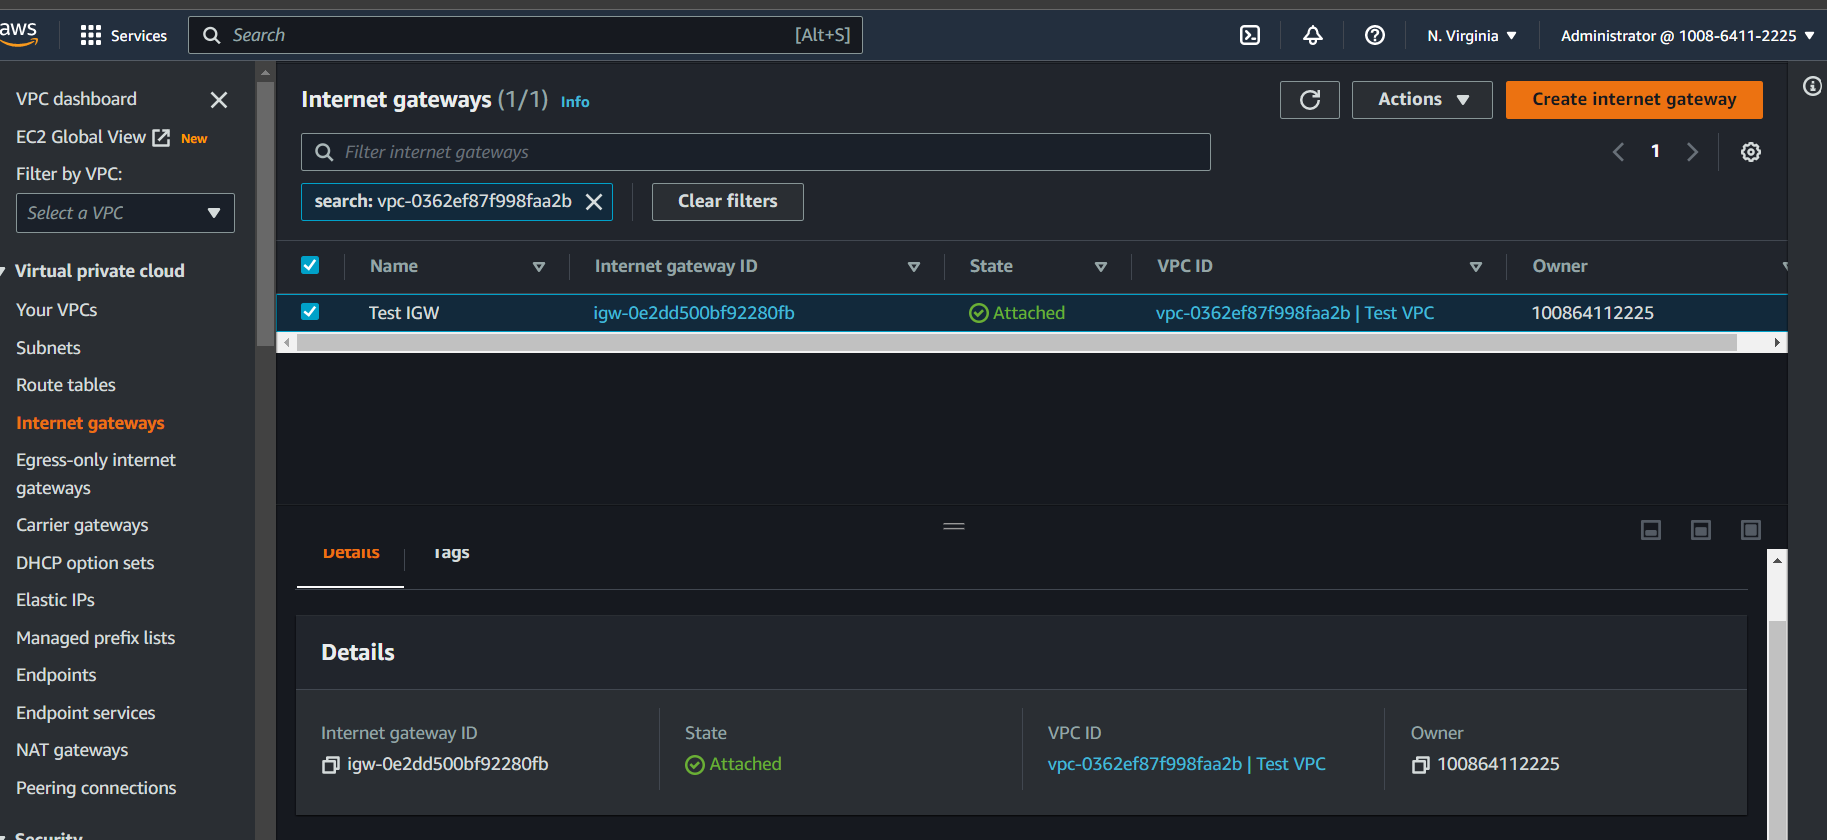 aws
Services
Search
[Alt+S]
N. Virginia
Administrator @ 1008-6411-2225
VPC dashboard
EC2 Global View New
Filter by VPC:
Select a VPC
Virtual private cloud
Your VPCs
Subnets
Route tables
Internet gateways
Egress-only internet
gateways
Carrier gateways
DHCP option sets
Elastic IPs
Managed prefix lists
Endpoints
Endpoint services
NAT gateways
Peering connections
Security
Internet gateways (1/1) Info
Actions
Create internet gateway
Filter internet gateways
1
search: vpc-0362ef87f998faa2b
Clear filters
Name Internet gateway ID State VPC ID Owner
Test IGW igw-0e2dd500bf92280fb Attached vpc-0362ef87f998faa2b | Test VPC 100864112225
Details Tags
Details
Internet gateway ID State VPC ID Owner
igw-0e2dd500bf92280fb Attached vpc-0362ef87f998faa2b | Test VPC 100864112225